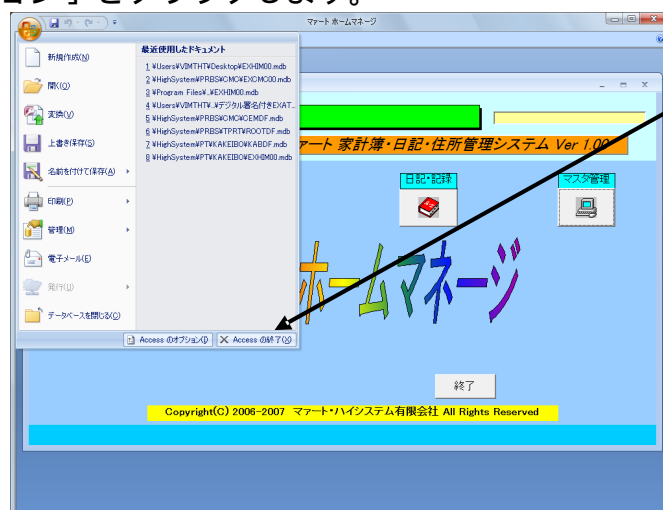 ョン」をクリックします。
マァート ホームマネージ
新規作成(N)
開く(O)
変換(V)
上書き保存(S)
名前を付けて保存(A)
印刷(P)
管理(M)
電子メール(E)
発行(U)
データベースを閉じる(C)
最近使用したドキュメント
1 ¥Users¥VIMTHT¥Desktop¥EXHIM00.mdb
2 ¥HighSystem¥PRBS¥CMC¥EXCMC00.mdb
3 ¥Program Files¥..¥EXHIM00.mdb
4 ¥Users¥VIMTHT¥..¥デジタル署名付きEXAT...
5 ¥HighSystem¥PRBS¥CMC¥CEMDF.mdb
6 ¥HighSystem¥PRBS¥TPRT¥ROOTDF.mdb
7 ¥HighSystem¥PT¥KAKEIBO¥KABDF.mdb
8 ¥HighSystem¥PT¥KAKEIBO¥EXHIM00.mdb
Access のオプション(I)
Access の終了(X)
ァート 家計簿・日記・住所管理システム Ver 1.00
日記・記録
マスタ管理
ホームマネージ
終了
Copyright(C) 2006-2007 マァート・ハイシステム有限会社 All Rights Reserved